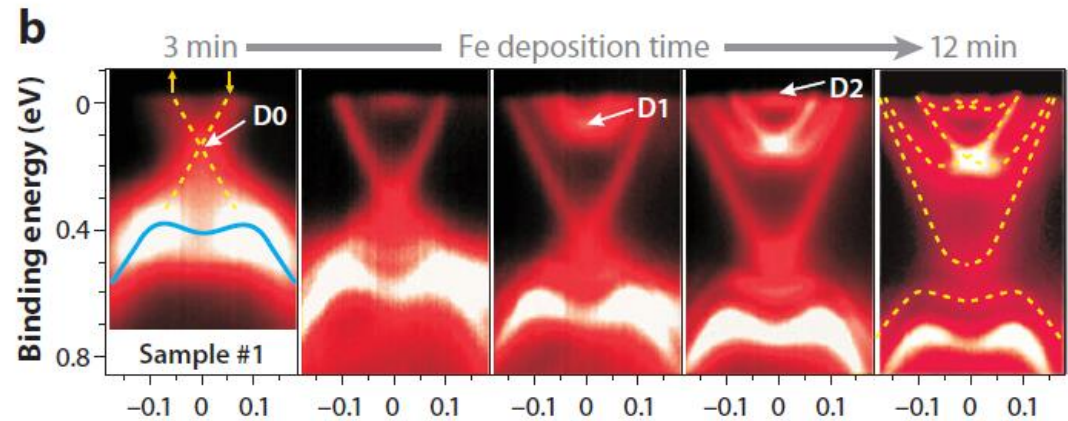 b
3 min Fe deposition time 12 min
Binding energy (eV)
0
0.4
0.8
D0
D1
D2
Sample #1
−0.1 0 0.1 −0.1 0 0.1 −0.1 0 0.1 −0.1 0 0.1 −0.1 0 0.1